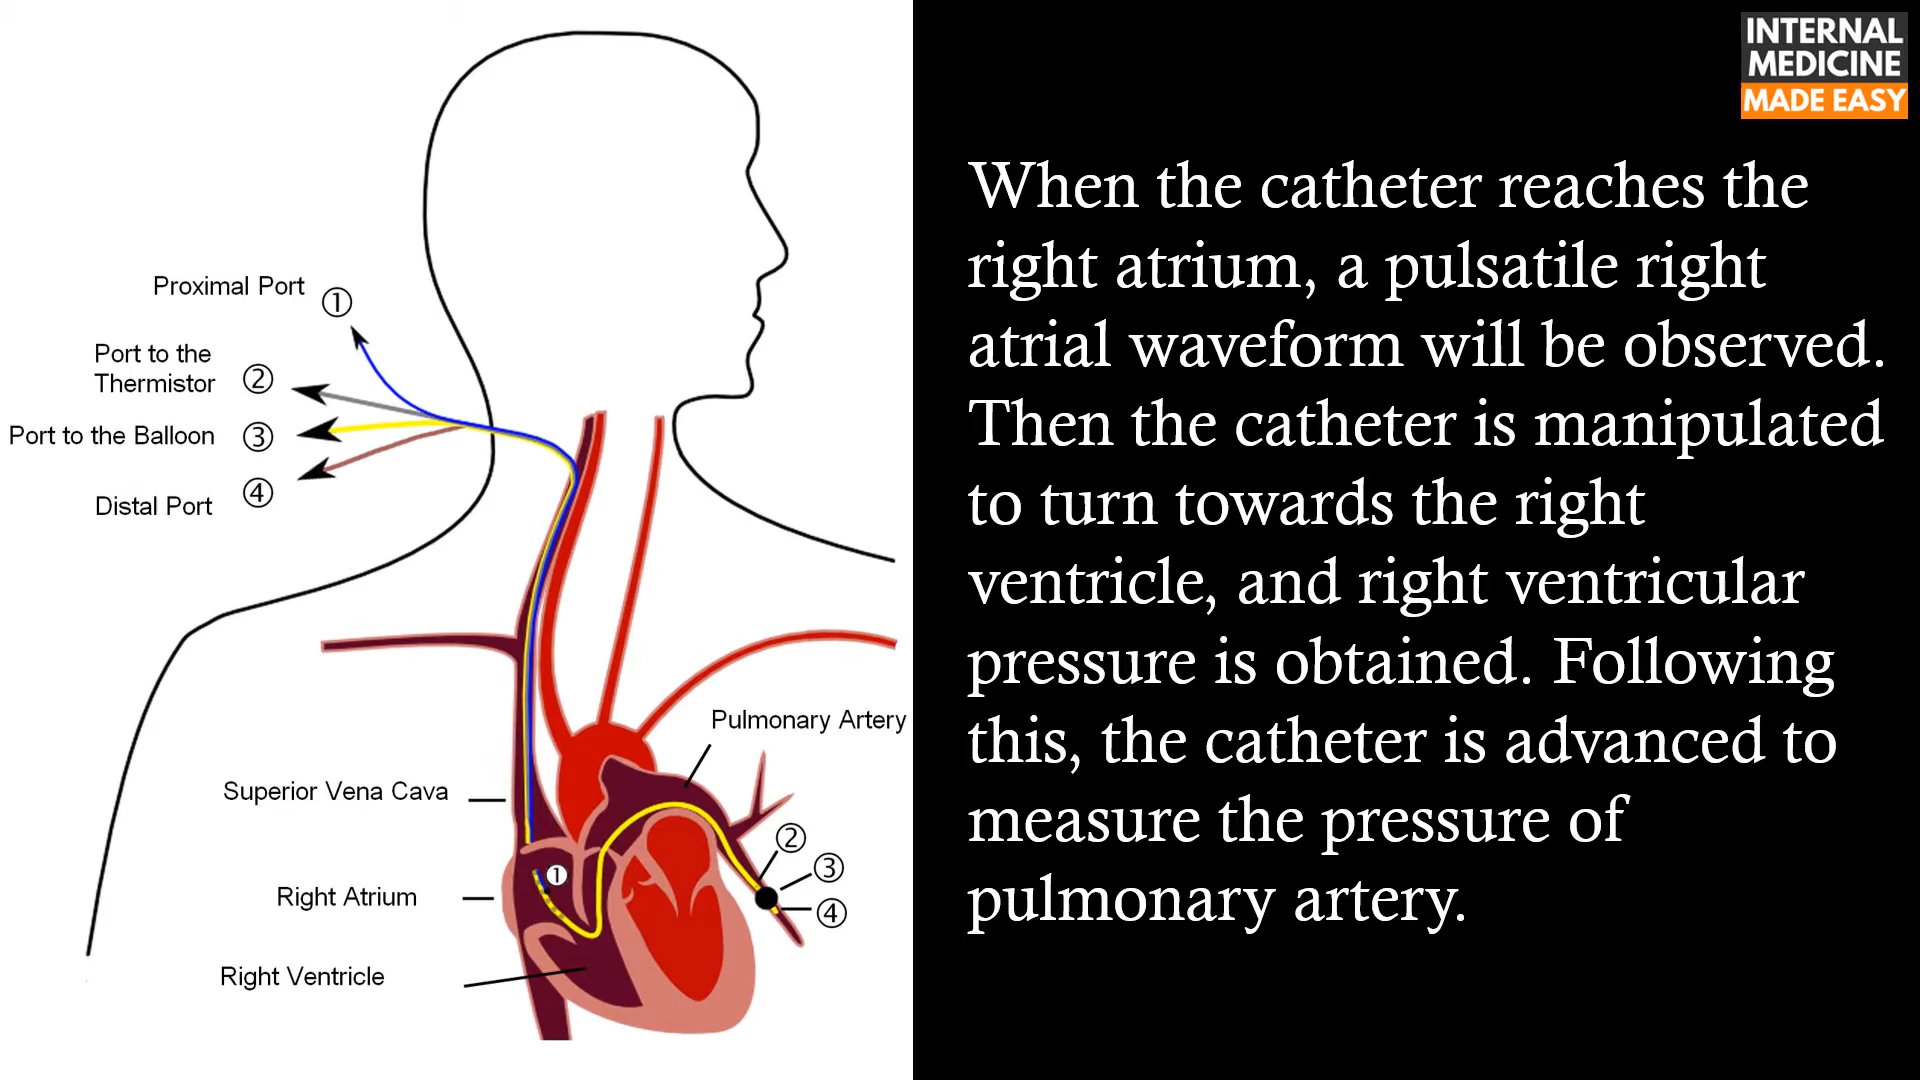 INTERNAL
MEDICINE
MADE EASY
Proximal Port
①
Port to the
Thermistor
②
Port to the Balloon
③
④
Distal Port
Pulmonary Artery
Superior Vena Cava
②
③
①
Right Atrium
④
Right Ventricle
When the catheter reaches the
right atrium, a pulsatile right
atrial waveform will be observed.
Then the catheter is manipulated
to turn towards the right
ventricle, and right ventricular
pressure is obtained. Following
this, the catheter is advanced to
measure the pressure of
pulmonary artery.